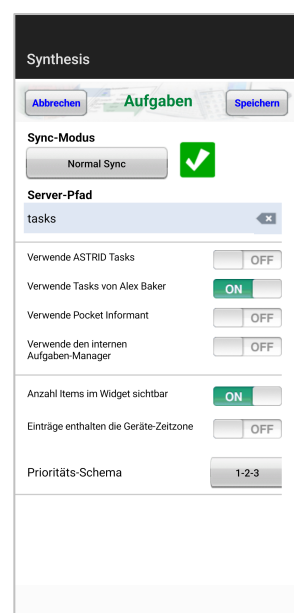 Synthesis
Abbrechen Aufgaben Speichern
Sync-Modus
Normal Sync
Server-Pfad
tasks
Verwende ASTRID Tasks OFF
Verwende Tasks von Alex Baker ON
Verwende Pocket Informant OFF
Verwende den internen
Aufgaben-Manager OFF
Anzahl Items im Widget sichtbar ON
Einträge enthalten die Geräte-Zeitzone OFF
Prioritäts-Schema 1-2-3